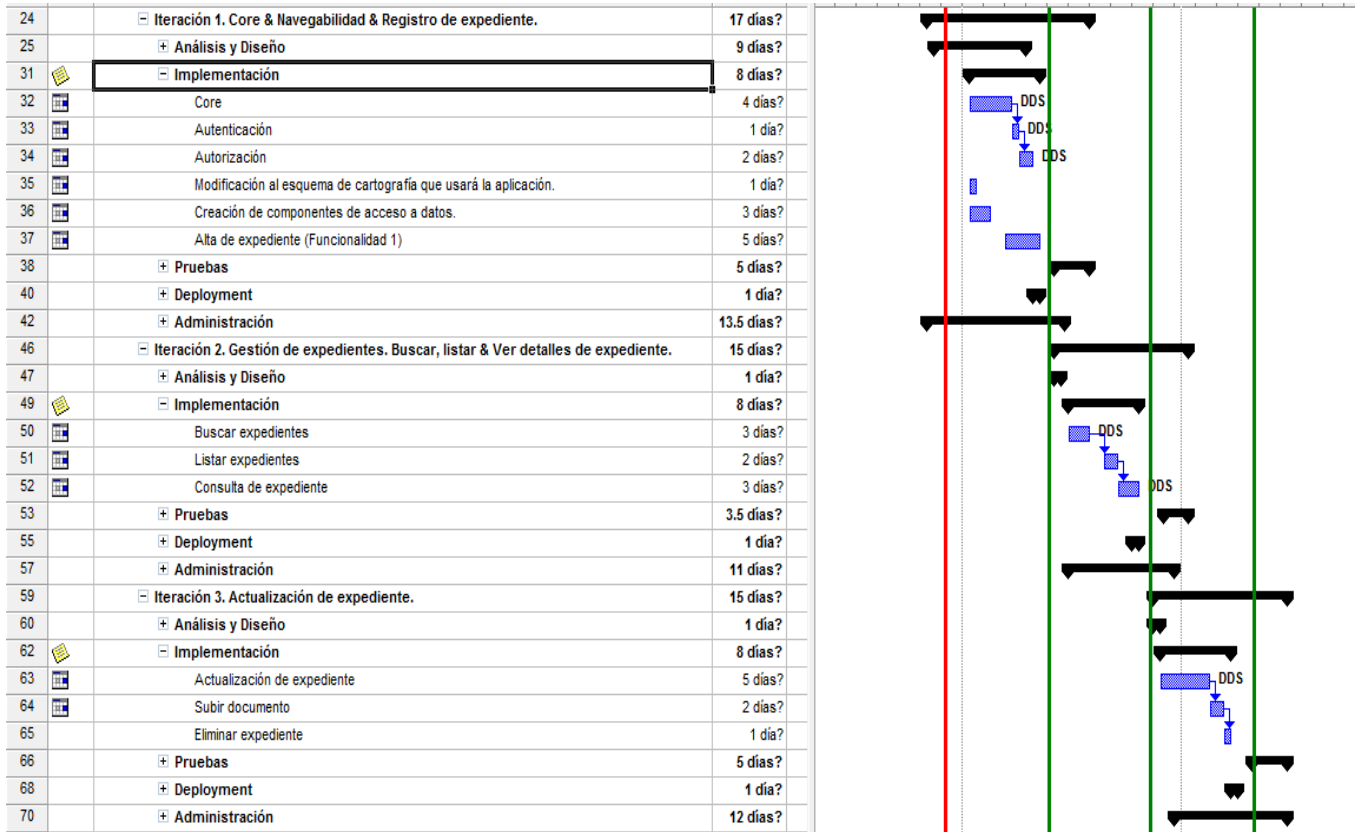 24 Iteración 1. Core & Navegabilidad & Registro de expediente. 17 días?
25 Análisis y Diseño 9 días?
31 Implementación 8 días?
32 Core 4 días? DDS
33 Autenticación 1 día? DDS
34 Autorización 2 días? DDS
35 Modificación al esquema de cartografía que usará la aplicación. 1 día?
36 Creación de componentes de acceso a datos. 3 días?
37 Alta de expediente (Funcionalidad 1) 5 días?
38 Pruebas 5 días?
40 Deployment 1 día?
42 Administración 13.5 días?
46 Iteración 2. Gestión de expedientes. Buscar, listar & Ver detalles de expediente. 15 días?
47 Análisis y Diseño 1 día?
49 Implementación 8 días?
50 Buscar expedientes 3 días? DDS
51 Listar expedientes 2 días?
52 Consulta de expediente 3 días? DDS
53 Pruebas 3.5 días?
55 Deployment 1 día?
57 Administración 11 días?
59 Iteración 3. Actualización de expediente. 15 días?
60 Análisis y Diseño 1 día?
62 Implementación 8 días?
63 Actualización de expediente 5 días? DDS
64 Subir documento 2 días?
65 Eliminar expediente 1 día?
66 Pruebas 5 días?
68 Deployment 1 día?
70 Administración 12 días?